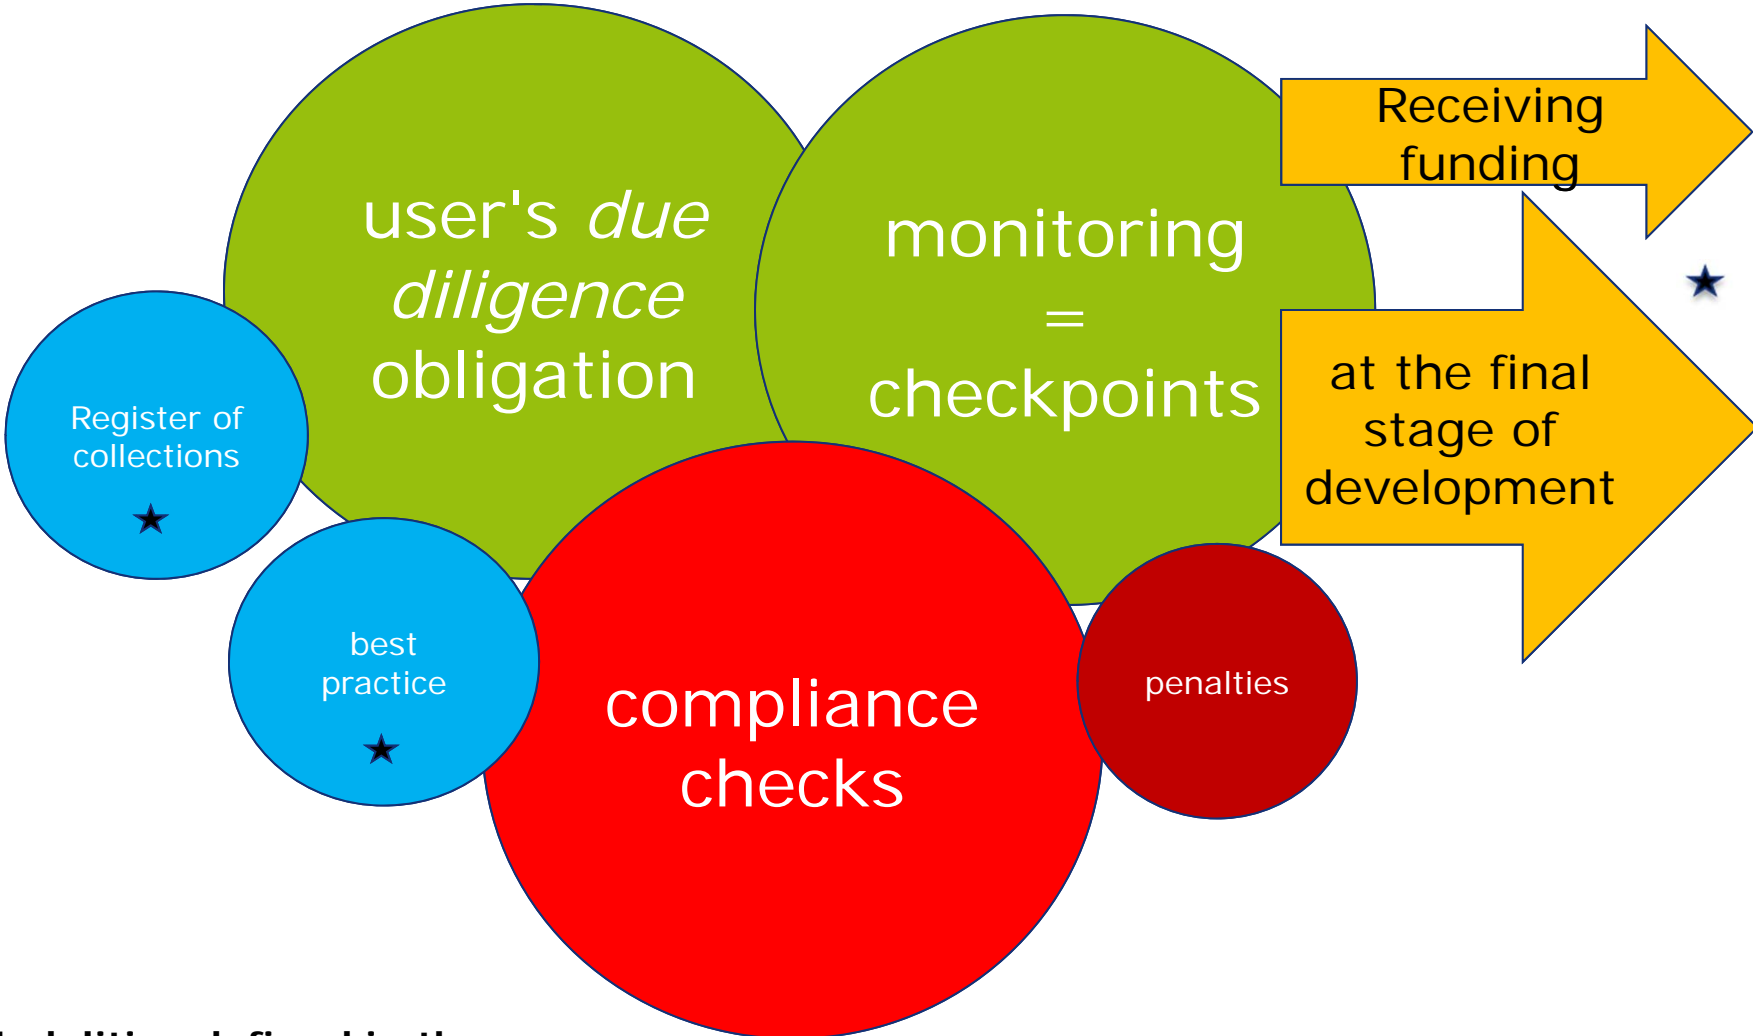 user's due
diligence
obligation
monitoring
=
checkpoints
Receiving
funding
at the final
stage of
development
Register of
collections
best
practice
compliance
checks
penalties